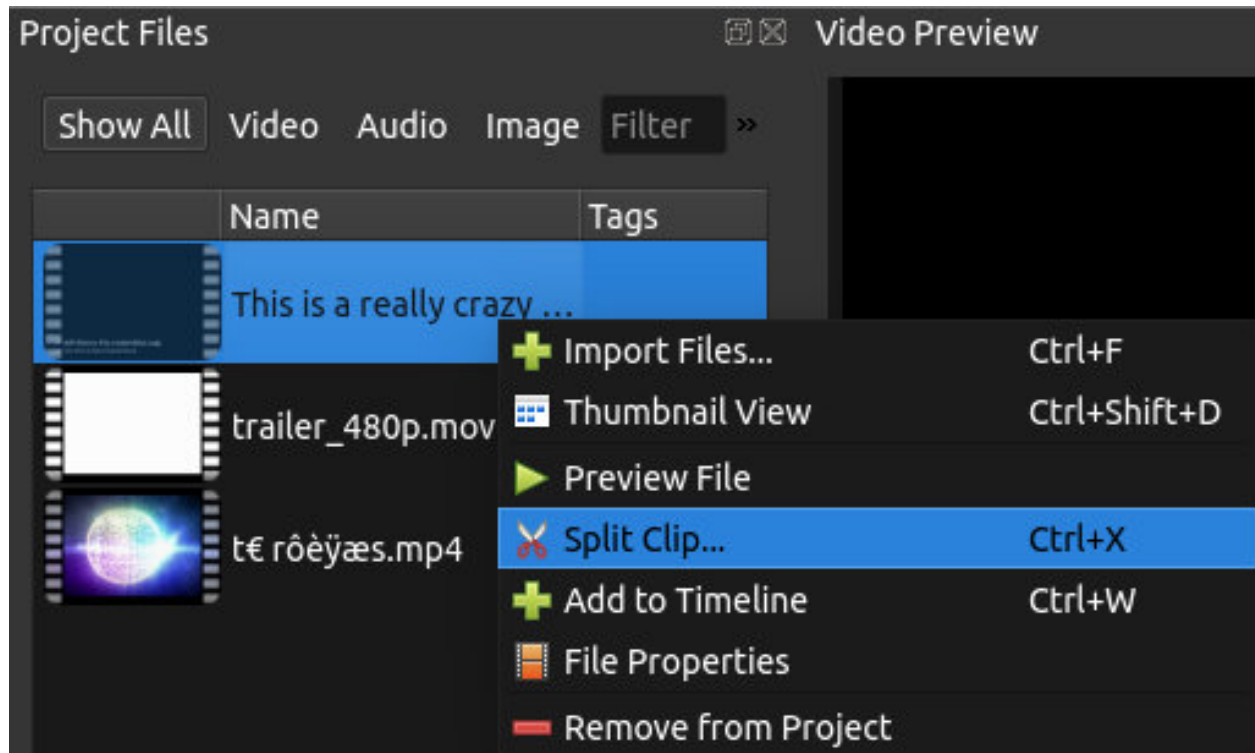 Project Files
Video Preview
Show All Video Audio Image Filter »
Name Tags
This is a really crazy ...
Import Files... Ctrl+F
Thumbnail View Ctrl+Shift+D
trailer_480p.mov
Preview File
Split Clip... Ctrl+X
t€ rôèÿæs.mp4
Add to Timeline Ctrl+W
File Properties
Remove from Project